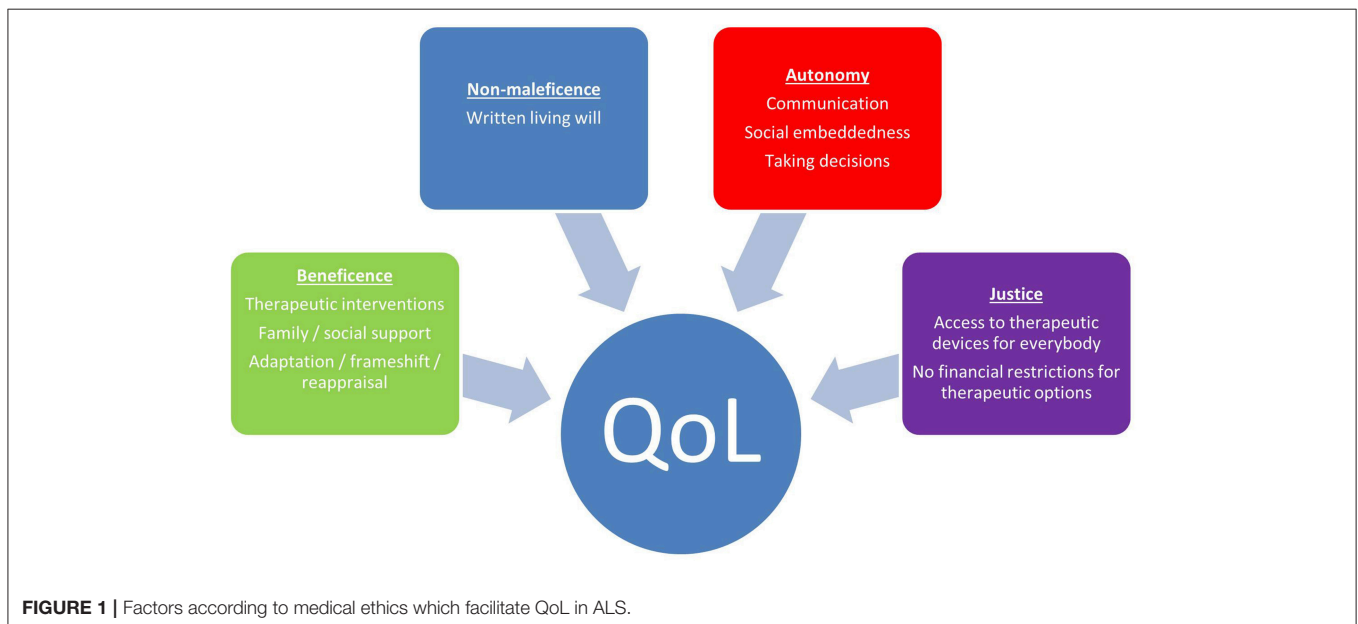 Non-maleficence
Written living will
Autonomy
Communication
Social embeddedness
Taking decisions
Beneficence
Therapeutic interventions
Family / social support
Adaptation / frameshift /
reappraisal
Justice
Access to therapeutic
devices for everybody
No financial restrictions for
therapeutic options
QoL
FIGURE 1 | Factors according to medical ethics which facilitate QoL in ALS.